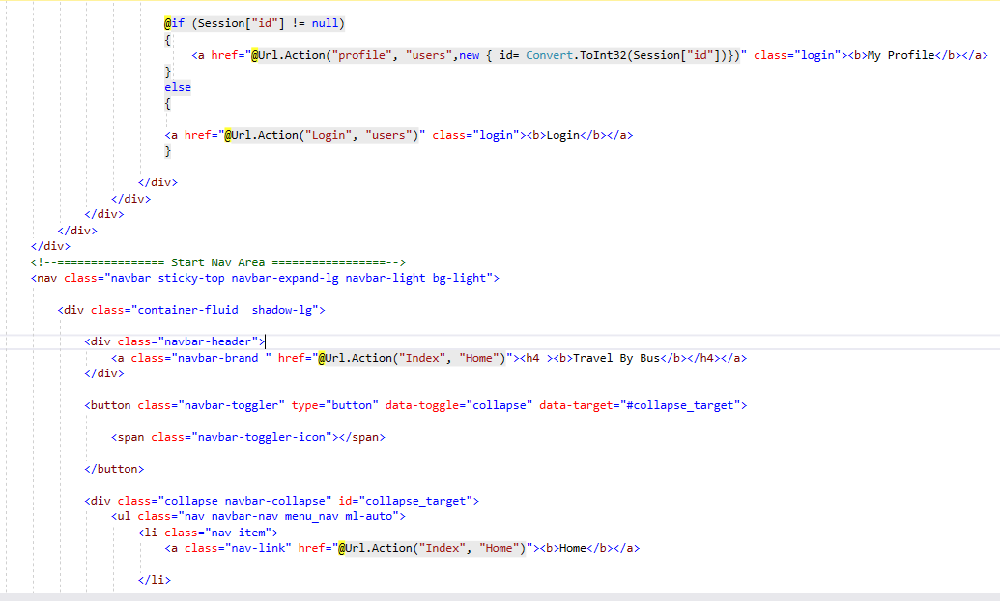 @if (Session["id"] != null)
{
<a href="@Url.Action("profile", "users",new { id= Convert.ToInt32(Session["id"])})" class="login"><b>My Profile</b></a>
}
else
{
<a href="@Url.Action("Login", "users")" class="login"><b>Login</b></a>
}
</div>
</div>
</div>
</div>
</div>
<!--================ Start Nav Area =================-->
<nav class="navbar sticky-top navbar-expand-lg navbar-light bg-light">
<div class="container-fluid  shadow-lg">
<div class="navbar-header">
<a class="navbar-brand " href="@Url.Action("Index", "Home")"><h4 ><b>Travel By Bus</b></h4></a>
</div>
<button class="navbar-toggler" type="button" data-toggle="collapse" data-target="#collapse_target">
<span class="navbar-toggler-icon"></span>
</button>
<div class="collapse navbar-collapse" id="collapse_target">
<ul class="nav navbar-nav menu_nav ml-auto">
<li class="nav-item">
<a class="nav-link" href="@Url.Action("Index", "Home")"><b>Home</b></a>
</li>